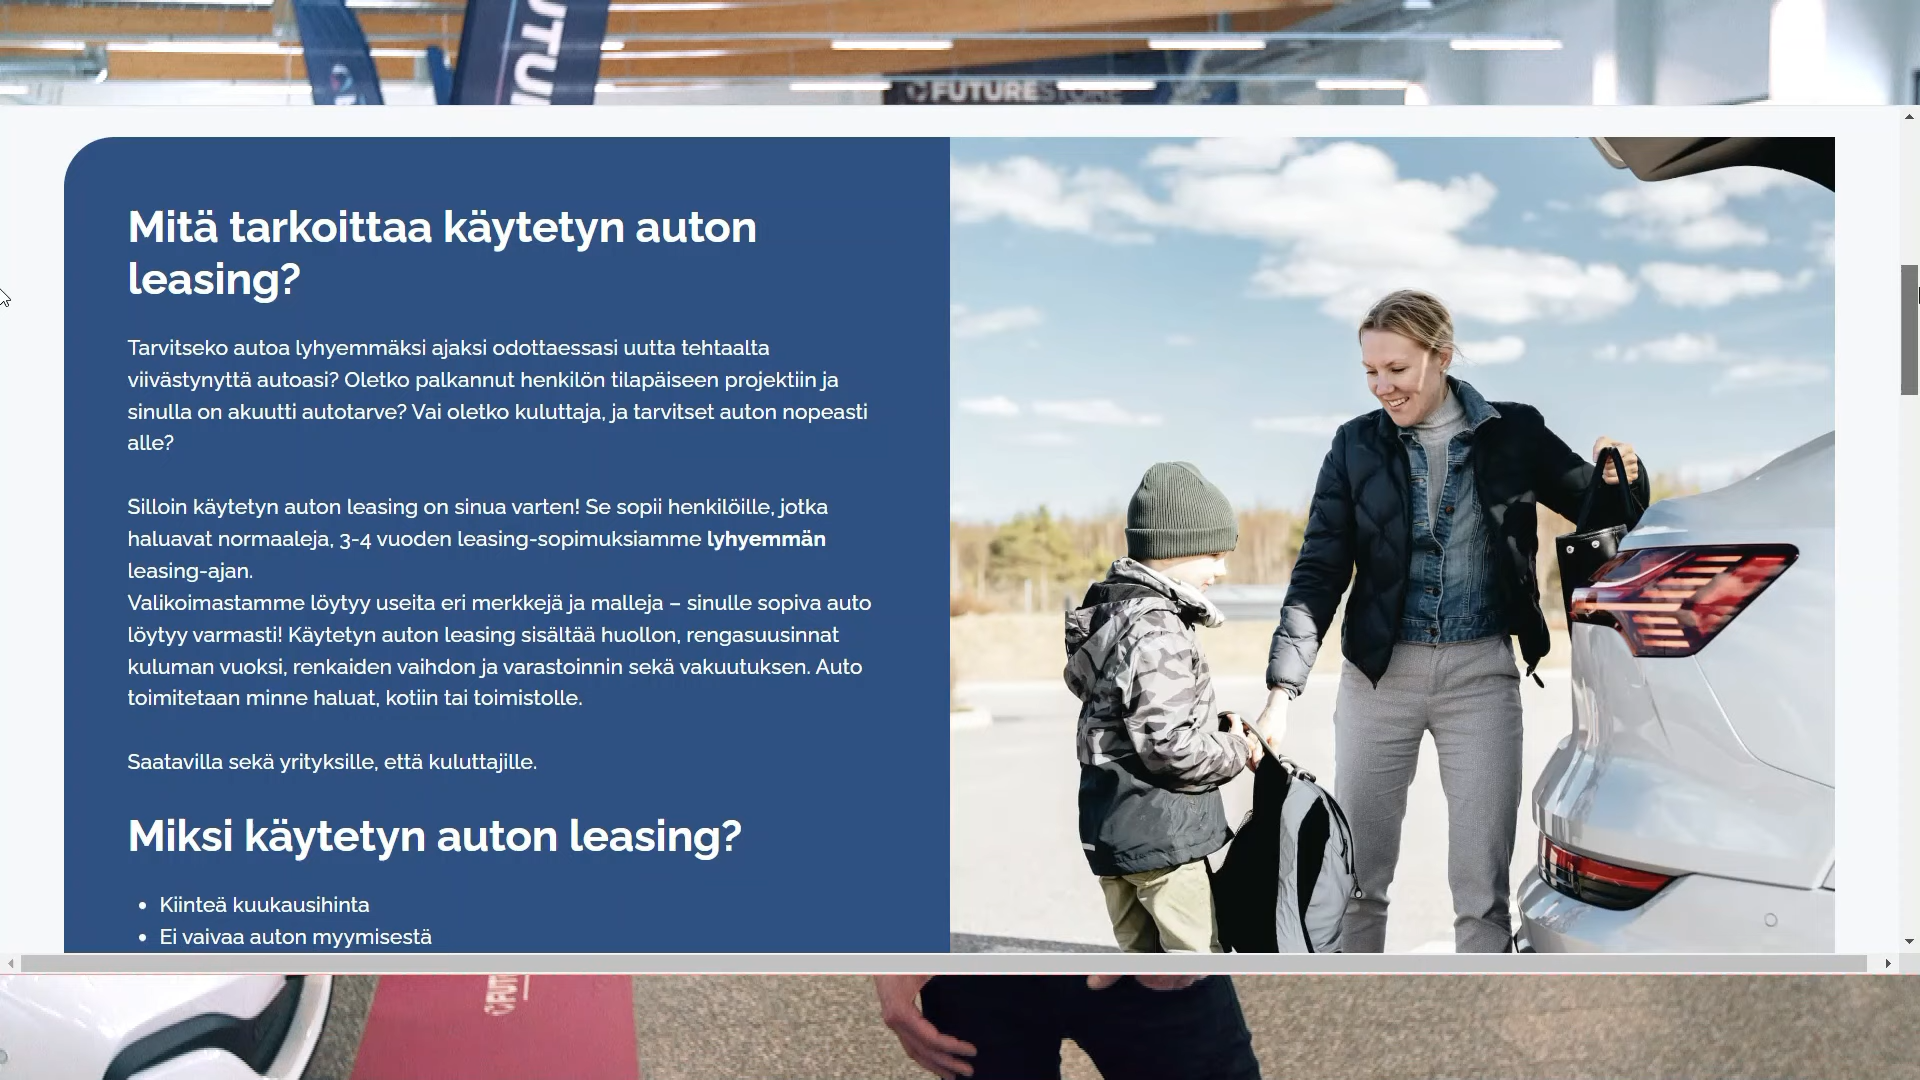 FUTURESTORE
Mitä tarkoittaa käytetyn auton
leasing?
Tarvitseko autoa lyhyemmäksi ajaksi odottaessasi uutta tehtaalta
viivästynyttä autoasi? Oletko palkannut henkilön tilapäiseen projektiin ja
sinulla on akuutti autotarve? Vai oletko kuluttaja, ja tarvitset auton nopeasti
alle?
Silloin käytetyn auton leasing on sinua varten! Se sopii henkilöille, jotka
haluavat normaaleja, 3-4 vuoden leasing-sopimuksiamme lyhyemmän
leasing-ajan.
Valikoimastamme löytyy useita eri merkkejä ja malleja – sinulle sopiva auto
löytyy varmasti! Käytetyn auton leasing sisältää huollon, rengasuusinnat
kuluman vuoksi, renkaiden vaihdon ja varastoinnin sekä vakuutuksen. Auto
toimitetaan minne haluat, kotiin tai toimistolle.
Saatavilla sekä yrityksille, että kuluttajille.
Miksi käytetyn auton leasing?
• Kiinteä kuukausihinta
• Ei vaivaa auton myymisestä